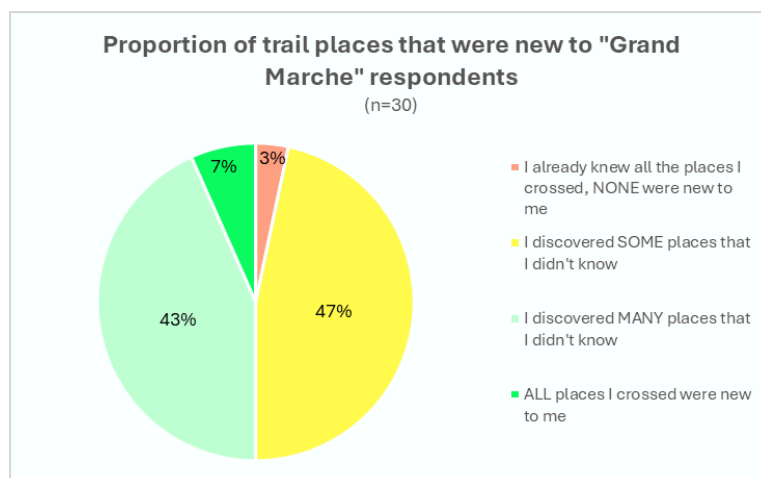 Proportion of trail places that were new to "Grand
Marche" respondents
(n=30)
7%
3%
43%
47%
I already knew all the places I
crossed, NONE were new to
me
I discovered SOME places that
I didn't know
I discovered MANY places that
I didn't know
ALL places I crossed were new
to me